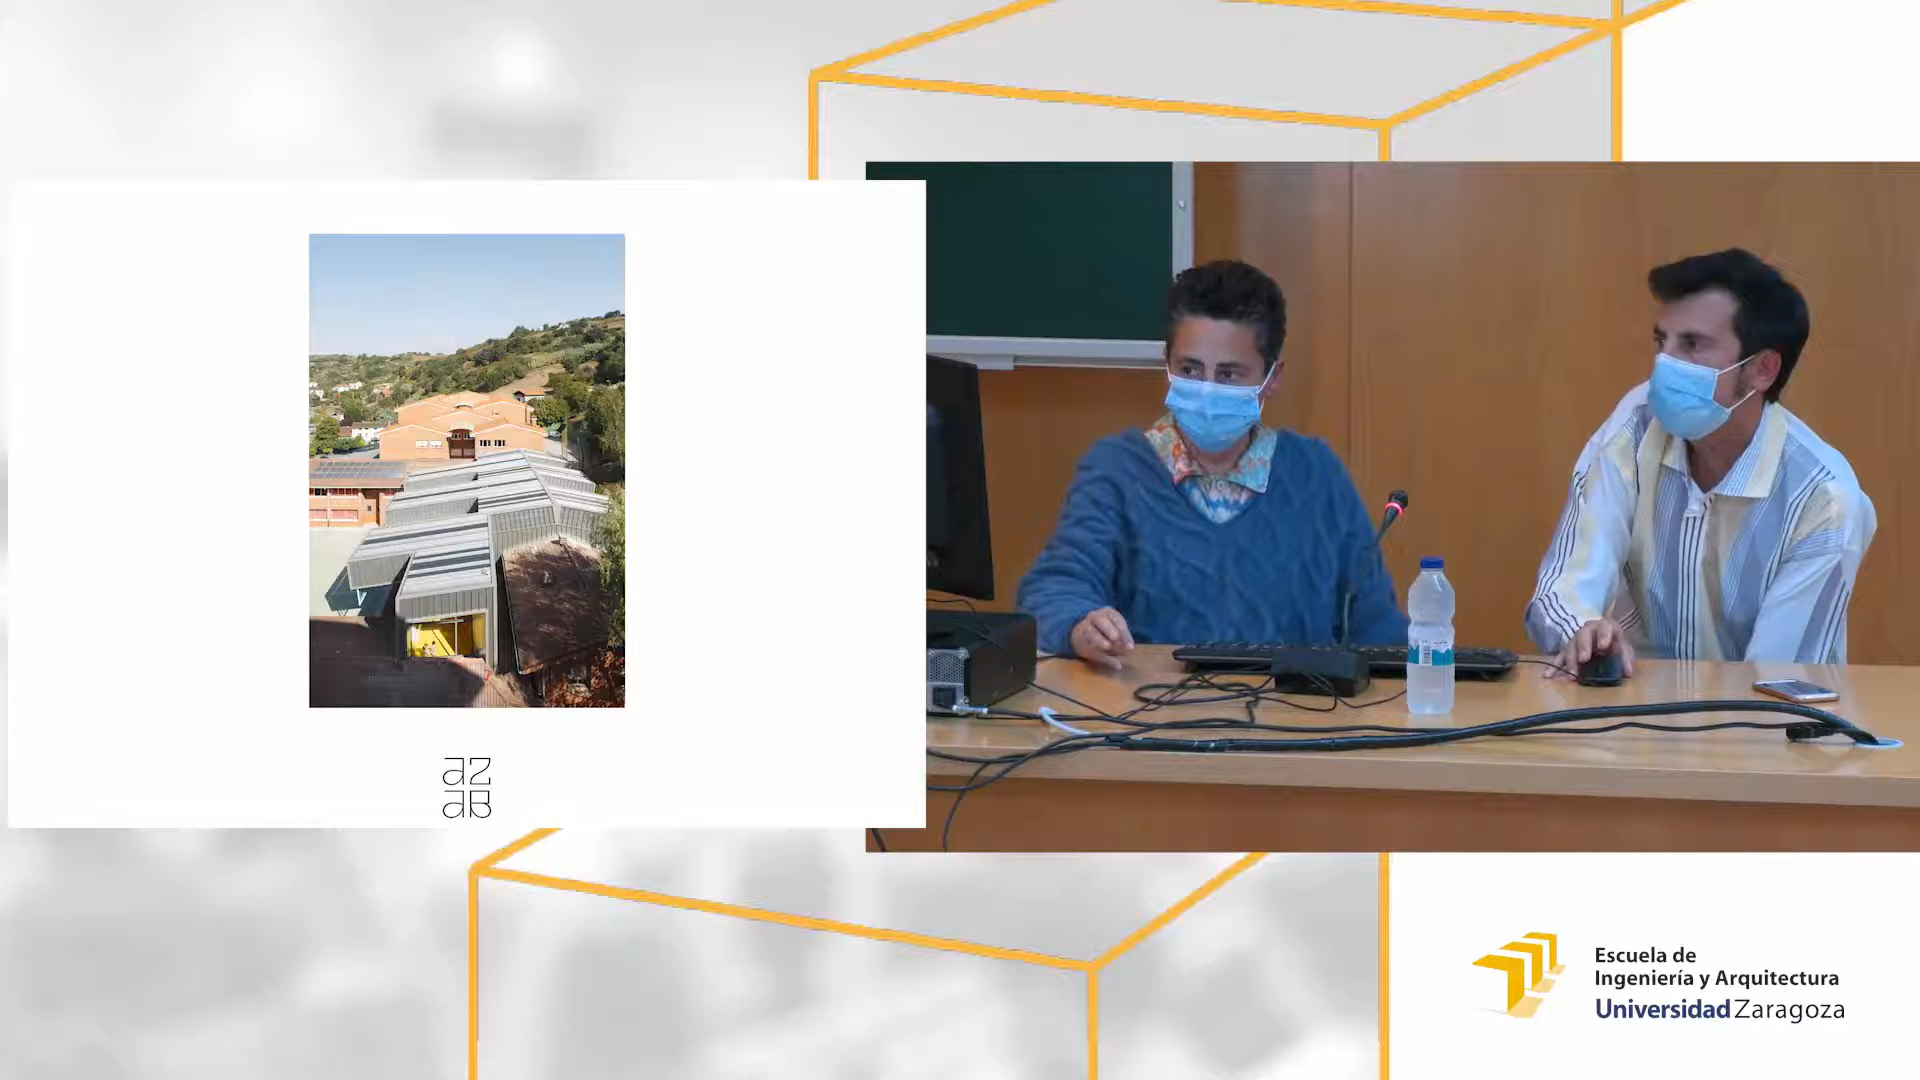 az
ab
Escuela de
Ingeniería y Arquitectura
Universidad Zaragoza